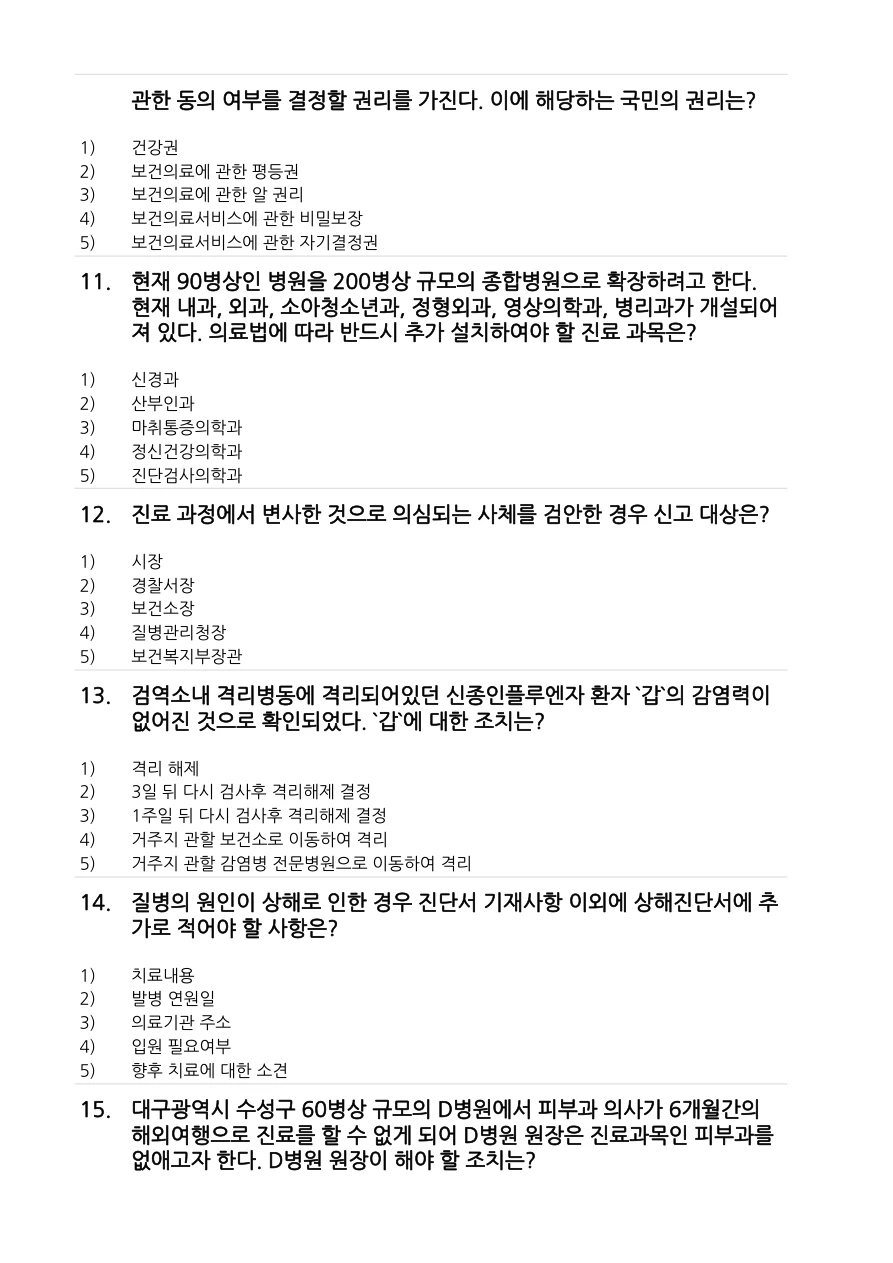 관한 동의 여부를 결정할 권리를 가진다. 이에 해당하는 국민의 권리는?
1) 건강권
2) 보건의료에 관한 평등권
3) 보건의료에 관한 알 권리
4) 보건의료서비스에 관한 비밀보장
5) 보건의료서비스에 관한 자기결정권
11. 현재 90병상인 병원을 200병상 규모의 종합병원으로 확장하려고 한다.
현재 내과, 외과, 소아청소년과, 정형외과, 영상의학과, 병리과가 개설되어
져 있다. 의료법에 따라 반드시 추가 설치하여야 할 진료 과목은?
1) 신경과
2) 산부인과
3) 마취통증의학과
4) 정신건강의학과
5) 진단검사의학과
12. 진료 과정에서 변사한 것으로 의심되는 사체를 검안한 경우 신고 대상은?
1) 시장
2) 경찰서장
3) 보건소장
4) 질병관리청장
5) 보건복지부장관
13. 검역소내 격리병동에 격리되어있던 신종인플루엔자 환자 `갑`의 감염력이
없어진 것으로 확인되었다. `갑`에 대한 조치는?
1) 격리 해제
2) 3일 뒤 다시 검사후 격리해제 결정
3) 1주일 뒤 다시 검사후 격리해제 결정
4) 거주지 관할 보건소로 이동하여 격리
5) 거주지 관할 감염병 전문병원으로 이동하여 격리
14. 질병의 원인이 상해로 인한 경우 진단서 기재사항 이외에 상해진단서에 추
가로 적어야 할 사항은?
1) 치료내용
2) 발병 연원일
3) 의료기관 주소
4) 입원 필요여부
5) 향후 치료에 대한 소견
15. 대구광역시 수성구 60병상 규모의 D병원에서 피부과 의사가 6개월간의
해외여행으로 진료를 할 수 없게 되어 D병원 원장은 진료과목인 피부과를
없애고자 한다. D병원 원장이 해야 할 조치는?